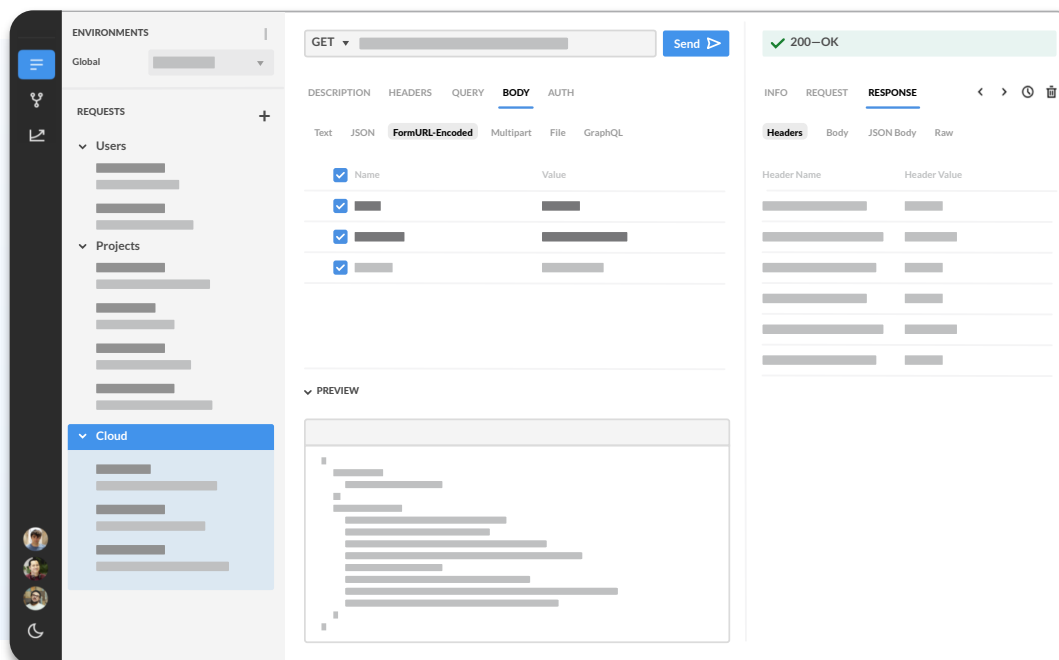 ENVIRONMENTS
Global
REQUESTS
Users
Projects
Cloud
GET
Send
DESCRIPTION HEADERS QUERY BODY AUTH
Text JSON FormURL-Encoded Multipart File GraphQL
Name Value
PREVIEW
200—OK
INFO REQUEST RESPONSE
Headers Body JSON Body Raw
Header Name Header Value